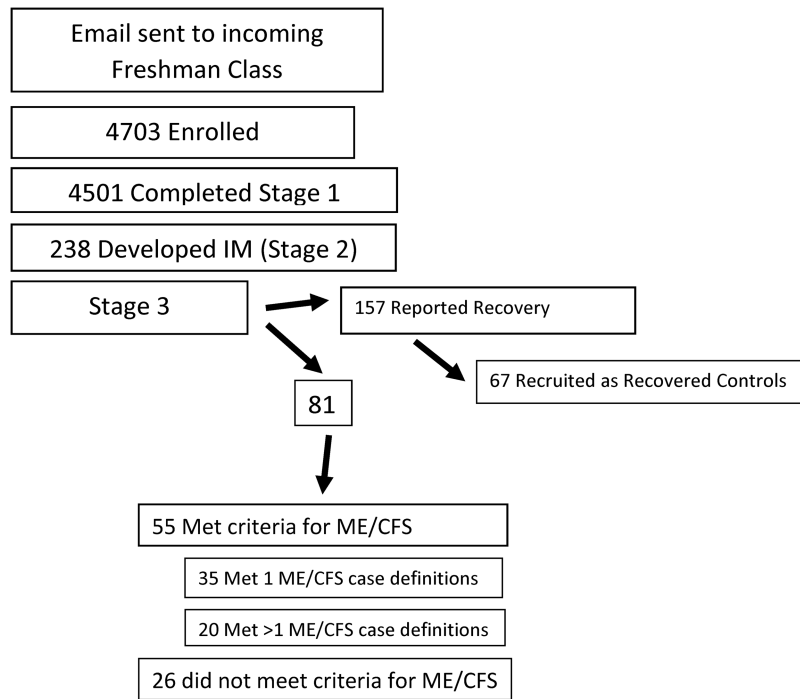 Email sent to incoming
Freshman Class
4703 Enrolled
4501 Completed Stage 1
238 Developed IM (Stage 2)
Stage 3
157 Reported Recovery
67 Recruited as Recovered Controls
81
55 Met criteria for ME/CFS
35 Met 1 ME/CFS case definitions
20 Met >1 ME/CFS case definitions
26 did not meet criteria for ME/CFS